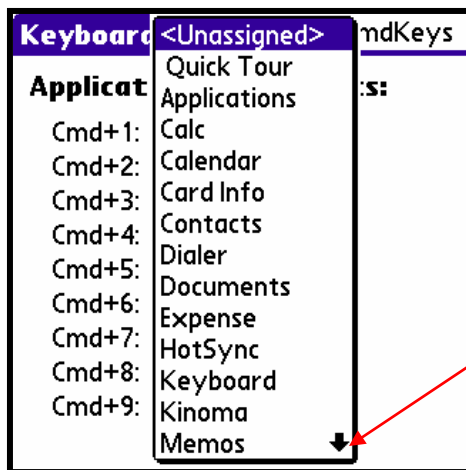 Keyboard <Unassigned> mdKeys
Quick Tour
Applicat Applications s:
Cmd+1: Calc
Cmd+2: Calendar
Cmd+3: Card Info
Cmd+4: Contacts
Cmd+5: Dialer
Documents
Cmd+6: Expense
Cmd+7: HotSync
Cmd+8: Keyboard
Cmd+9: Kinoma
Memos